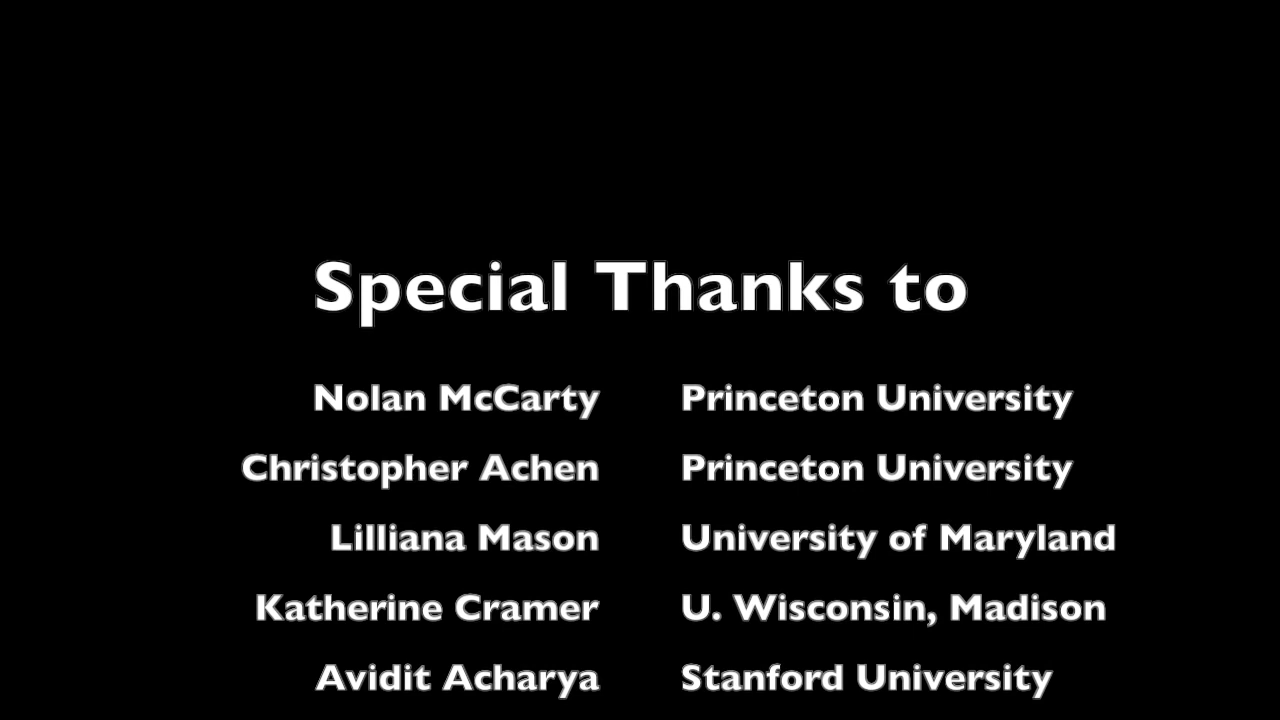 Special Thanks to
Nolan McCarty Princeton University
Christopher Achen Princeton University
Lilliana Mason University of Maryland
Katherine Cramer U. Wisconsin, Madison
Avidit Acharya Stanford University